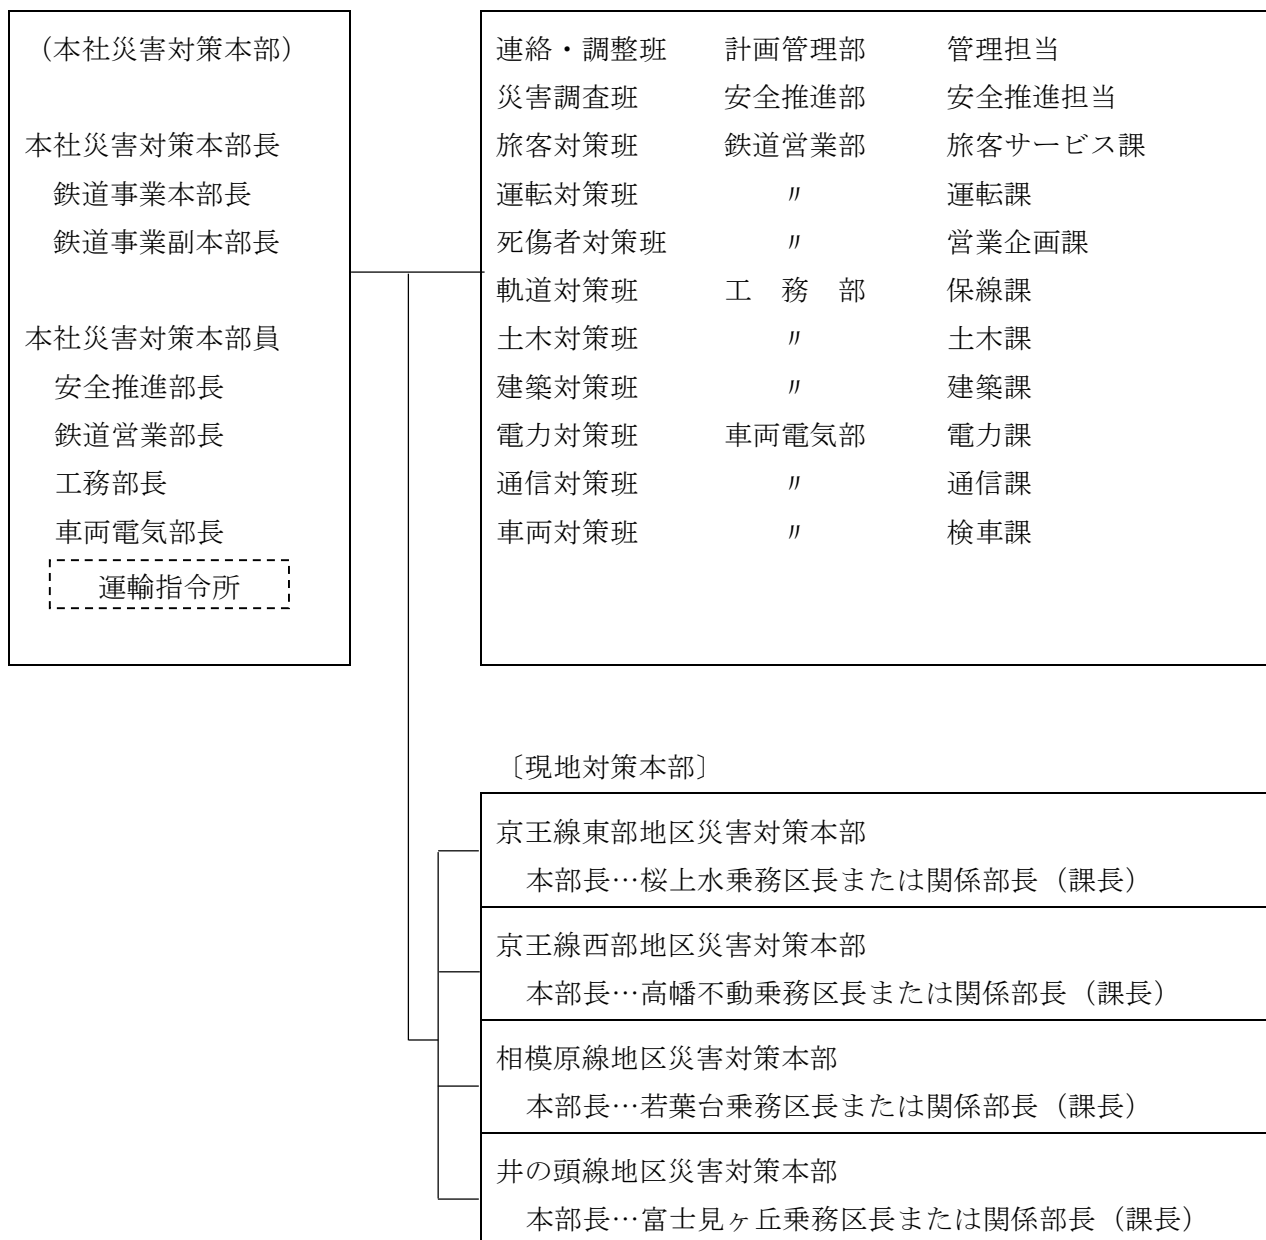 （本社災害対策本部）
本社災害対策本部長
鉄道事業本部長
鉄道事業副本部長
本社災害対策本部員
安全推進部長
鉄道営業部長
工務部長
車両電気部長
運輸指令所
連絡・調整班 計画管理部 管理担当
災害調査班 安全推進部 安全推進担当
旅客対策班 鉄道営業部 旅客サービス課
運転対策班 〃 運転課
死傷者対策班 〃 営業企画課
軌道対策班 工　務　部 保線課
土木対策班 〃 土木課
建築対策班 〃 建築課
電力対策班 車両電気部 電力課
通信対策班 〃 通信課
車両対策班 〃 検車課
〔現地対策本部〕
京王線東部地区災害対策本部
本部長…桜上水乗務区長または関係部長（課長）
京王線西部地区災害対策本部
本部長…高幡不動乗務区長または関係部長（課長）
相模原線地区災害対策本部
本部長…若葉台乗務区長または関係部長（課長）
井の頭線地区災害対策本部
本部長…富士見ヶ丘乗務区長または関係部長（課長）